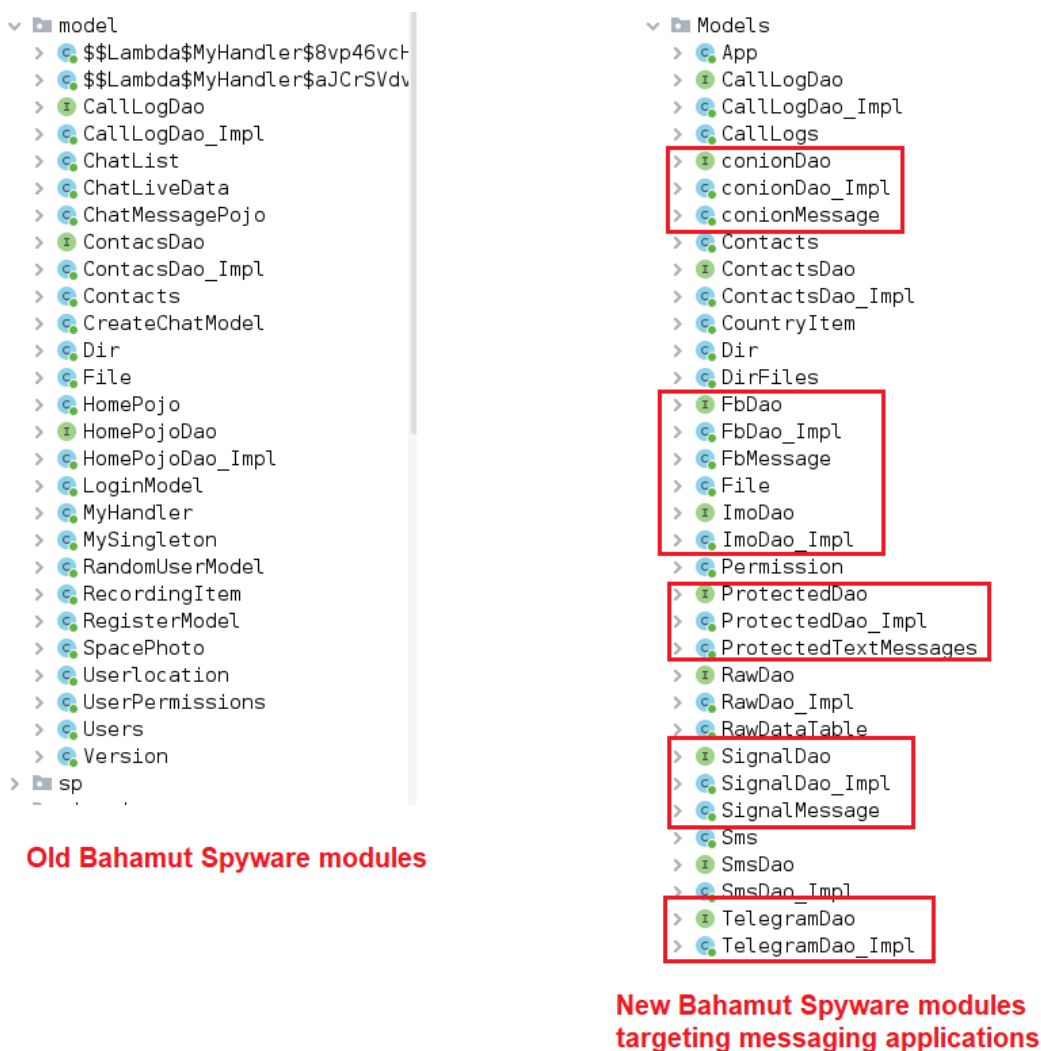 model
$$Lambda$MyHandler$8vp46vcH
$$Lambda$MyHandler$aJCrSVdv
CallLogDao
CallLogDao_Impl
ChatList
ChatLiveData
ChatMessagePojo
ContacsDao
ContacsDao_Impl
Contacts
CreateChatModel
Dir
File
HomePojo
HomePojoDao
HomePojoDao_Impl
LoginModel
MyHandler
MySingleton
RandomUserModel
RecordingItem
RegisterModel
SpacePhoto
Userlocation
UserPermissions
Users
Version
sp
Old Bahamut Spyware modules
Models
App
CallLogDao
CallLogDao_Impl
CallLogs
conionDao
conionDao_Impl
conionMessage
Contacts
ContactsDao
ContactsDao_Impl
CountryItem
Dir
DirFiles
FbDao
FbDao_Impl
FbMessage
File
ImoDao
ImoDao_Impl
Permission
ProtectedDao
ProtectedDao_Impl
ProtectedTextMessages
RawDao
RawDao_Impl
RawDataTable
SignalDao
SignalDao_Impl
SignalMessage
Sms
SmsDao
SmsDao_Impl
TelegramDao
TelegramDao_Impl
New Bahamut Spyware modules
targeting messaging applications